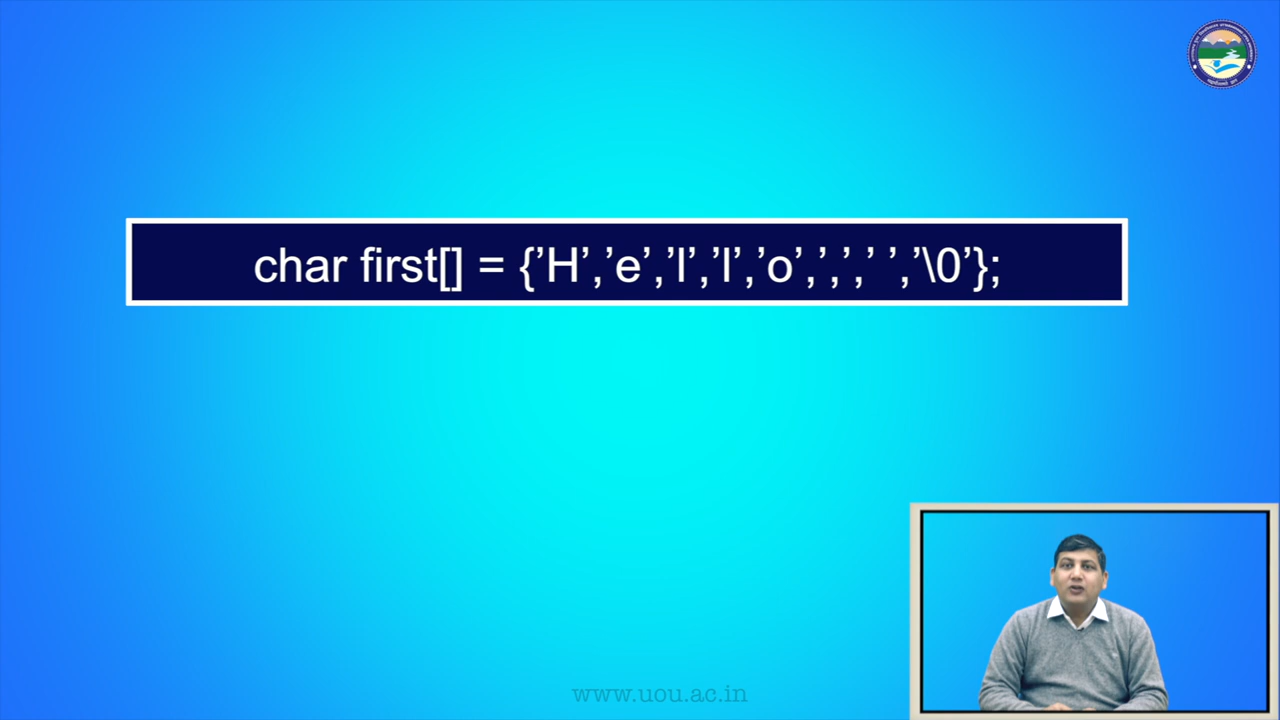 char first[] = {’H’,’e’,’l’,’l’,’o’,’,’,’ ’,’\0’};
www.uou.ac.in